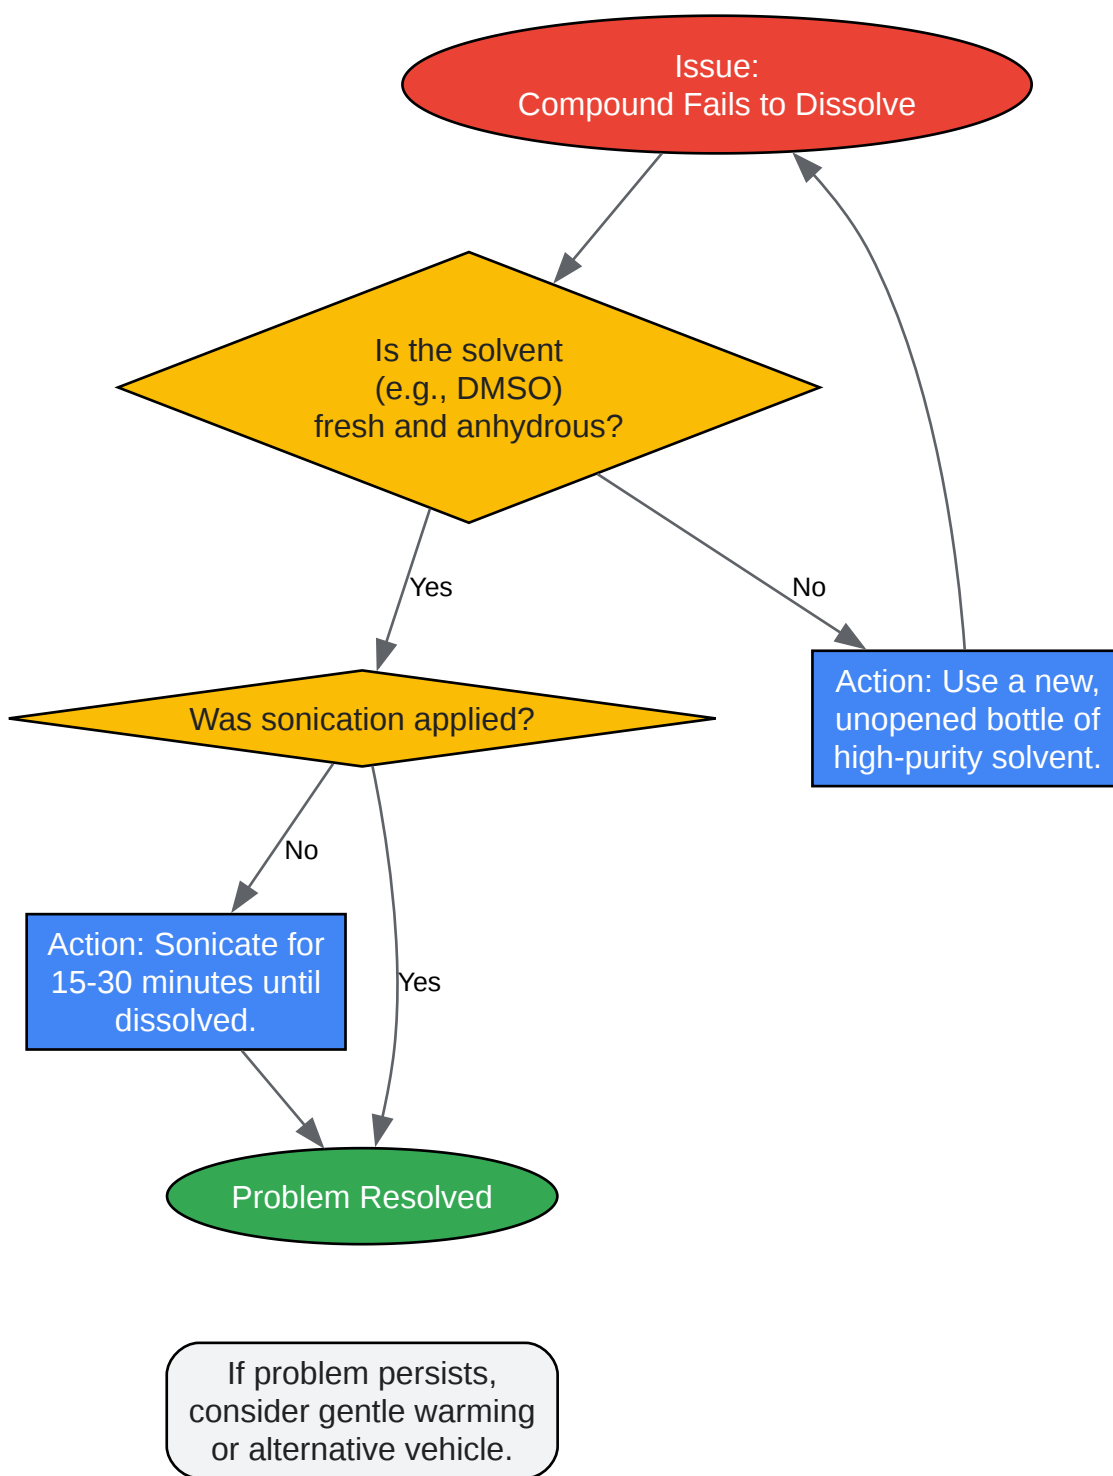 Issue:
Compound Fails to Dissolve
Is the solvent
(e.g., DMSO)
fresh and anhydrous?
Yes
No
Action: Use a new,
unopened bottle of
high-purity solvent.
Was sonication applied?
No
Action: Sonicate for
15-30 minutes until
dissolved.
Yes
Problem Resolved
If problem persists,
consider gentle warming
or alternative vehicle.